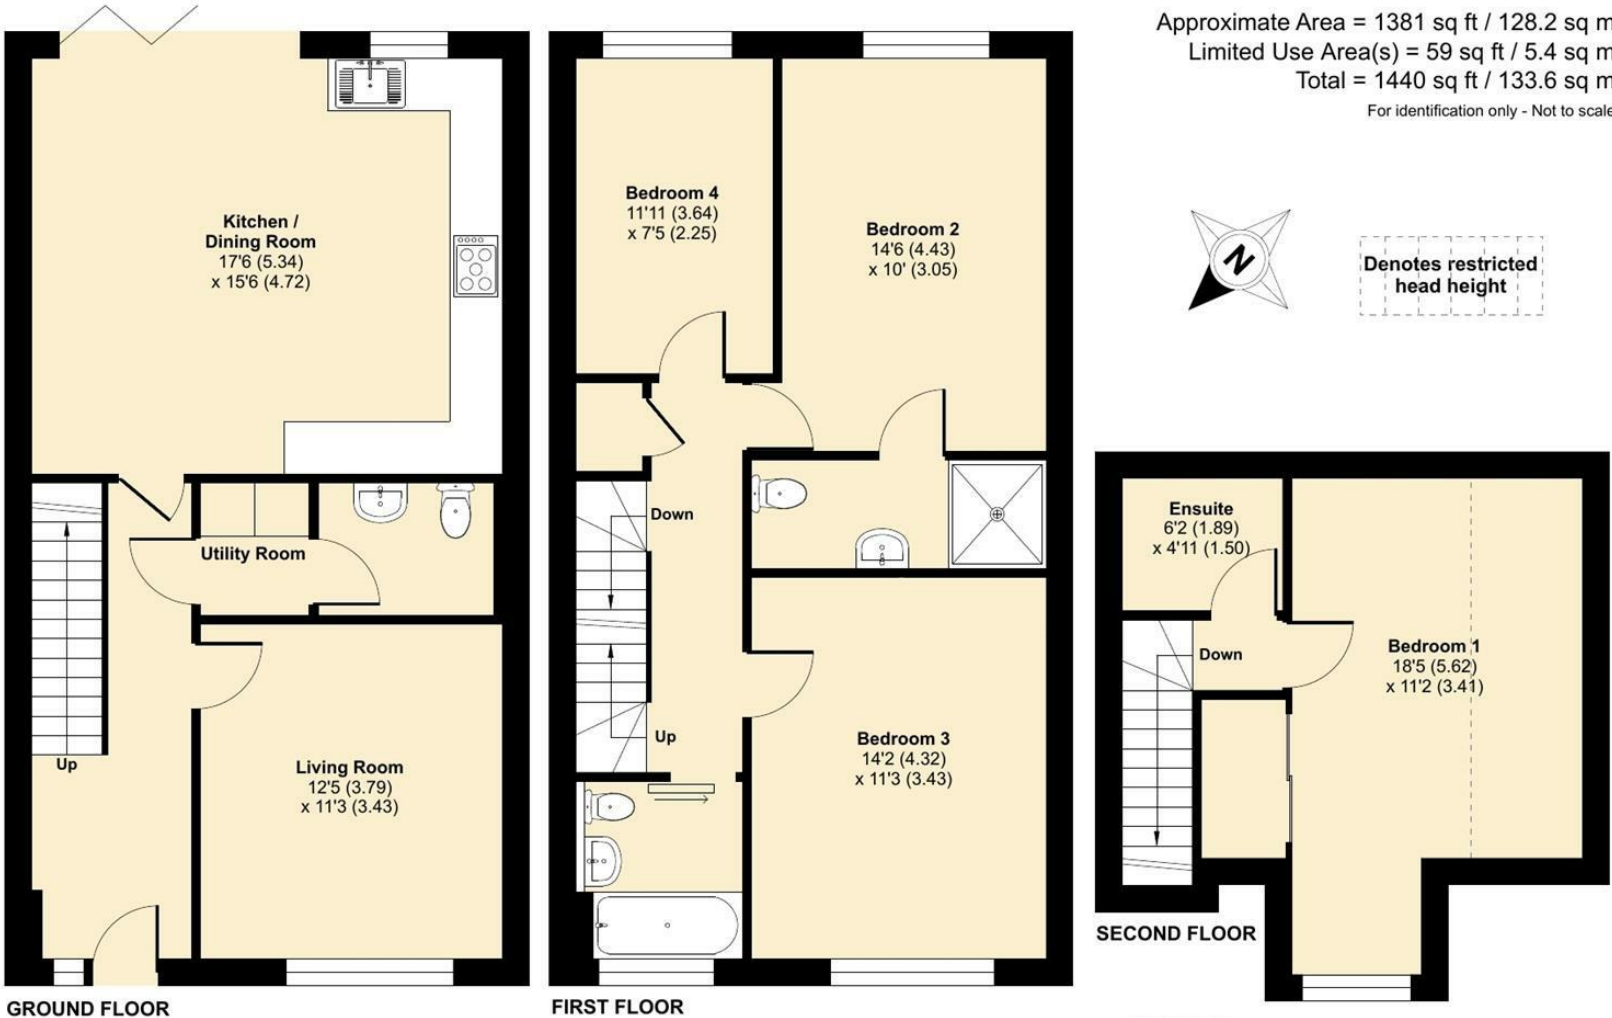 Approximate Area = 1381 sq ft / 128.2 sq m
Limited Use Area(s) = 59 sq ft / 5.4 sq m
Total = 1440 sq ft / 133.6 sq m
For identification only - Not to scale
N
Denotes restricted
head height
Kitchen /
Dining Room
17'6 (5.34)
x 15'6 (4.72)
Utility Room
Up
Living Room
12'5 (3.79)
x 11'3 (3.43)
GROUND FLOOR
Bedroom 4
11'11 (3.64)
x 7'5 (2.25)
Bedroom 2
14'6 (4.43)
x 10' (3.05)
Down
Up
Bedroom 3
14'2 (4.32)
x 11'3 (3.43)
FIRST FLOOR
Ensuite
6'2 (1.89)
x 4'11 (1.50)
Down
Bedroom 1
18'5 (5.62)
x 11'2 (3.41)
SECOND FLOOR